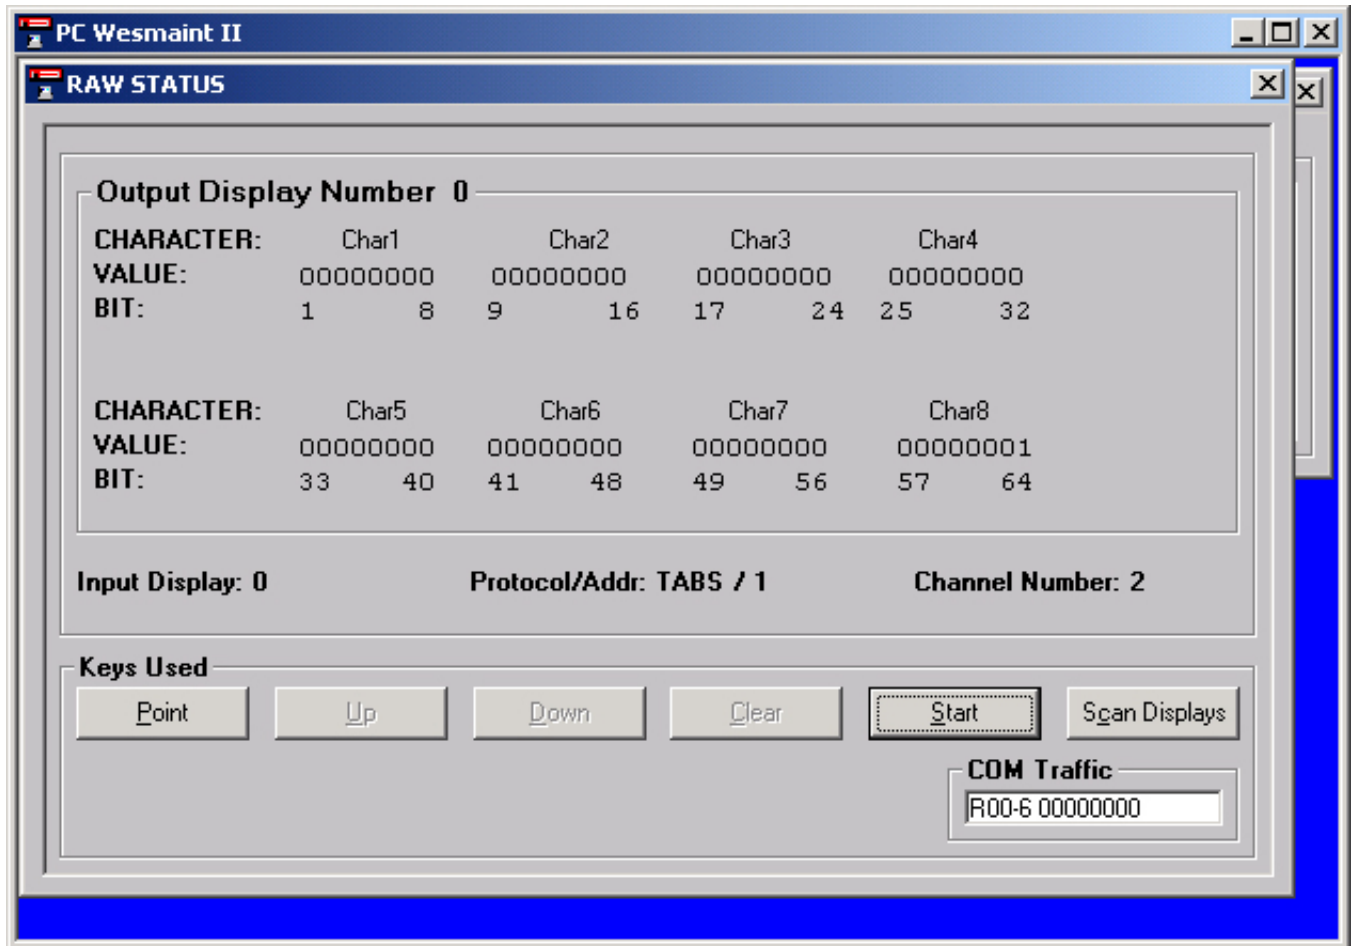 PC Wesmaint II
RAW STATUS
Output Display Number 0
CHARACTER: Char1 Char2 Char3 Char4
VALUE: 00000000 00000000 00000000 00000000
BIT: 1 8 9 16 17 24 25 32
CHARACTER: Char5 Char6 Char7 Char8
VALUE: 00000000 00000000 00000000 00000001
BIT: 33 40 41 48 49 56 57 64
Input Display: 0 Protocol/Addr: TABS / 1 Channel Number: 2
Keys Used
Point Up Down Clear Start Scan Displays
COM Traffic
R00-6 00000000